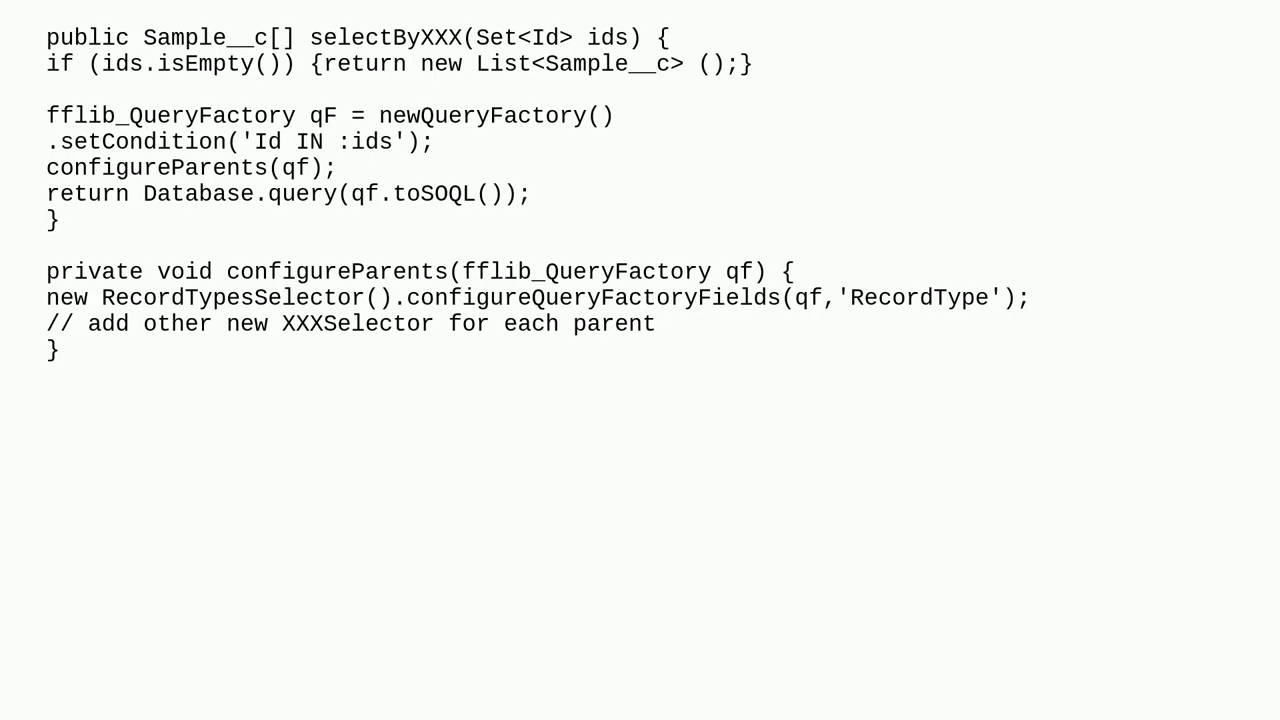 public Sample__c[] selectByXXX(Set<Id> ids) {
if (ids.isEmpty()) {return new List<Sample__c> ();}
fflib_QueryFactory qF = newQueryFactory()
.setCondition('Id IN :ids');
configureParents(qf);
return Database.query(qf.toSOQL());
}
private void configureParents(fflib_QueryFactory qf) {
new RecordTypesSelector().configureQueryFactoryFields(qf,'RecordType');
// add other new XXXSelector for each parent
}